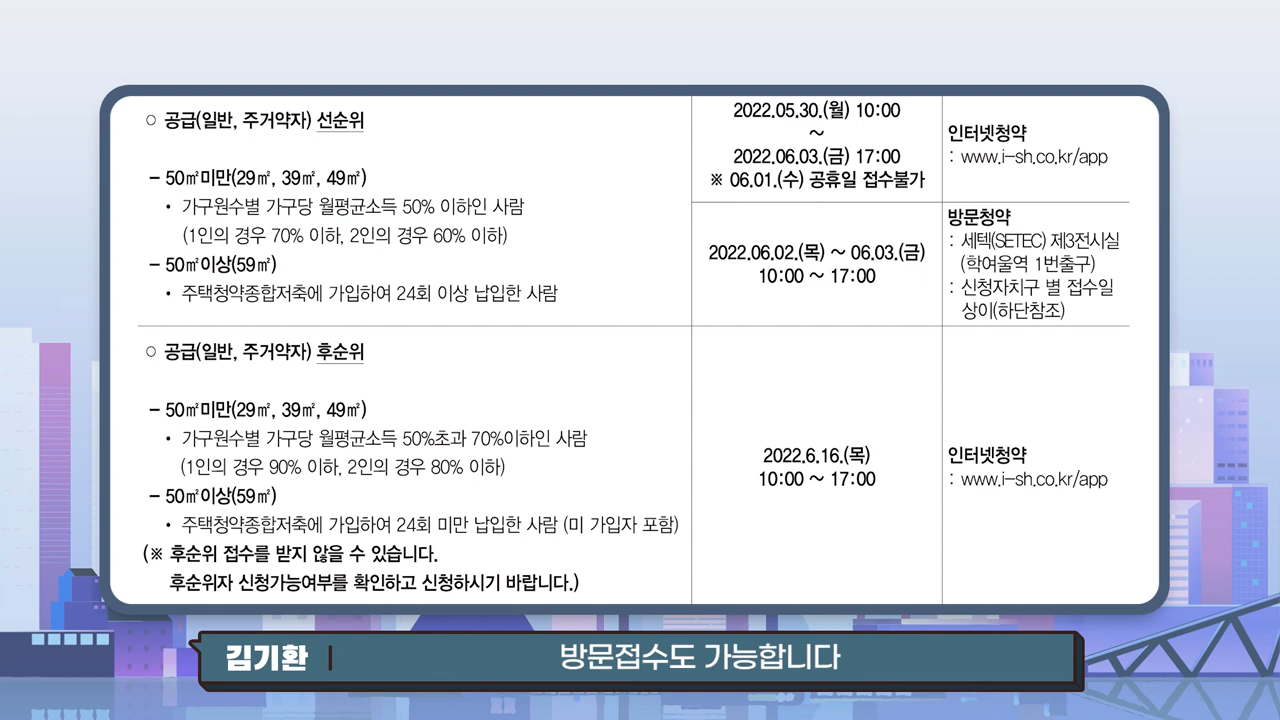 ○ 공급(일반, 주거약자) 선순위
– 50㎡미만(29㎡, 39㎡, 49㎡)
• 가구원수별 가구당 월평균소득 50% 이하인 사람
(1인의 경우 70% 이하, 2인의 경우 60% 이하)
– 50㎡이상(59㎡)
• 주택청약종합저축에 가입하여 24회 이상 납입한 사람
2022.05.30.(월) 10:00
~
2022.06.03.(금) 17:00
※ 06.01.(수) 공휴일 접수불가
인터넷청약
: www.i-sh.co.kr/app
2022.06.02.(목) ~ 06.03.(금)
10:00 ~ 17:00
방문청약
: 세텍(SETEC) 제3전시실
(학여울역 1번출구)
: 신청자치구 별 접수일
상이(하단참조)
○ 공급(일반, 주거약자) 후순위
– 50㎡미만(29㎡, 39㎡, 49㎡)
• 가구원수별 가구당 월평균소득 50%초과 70%이하인 사람
(1인의 경우 90% 이하, 2인의 경우 80% 이하)
– 50㎡이상(59㎡)
• 주택청약종합저축에 가입하여 24회 미만 납입한 사람 (미 가입자 포함)
(※ 후순위 접수를 받지 않을 수 있습니다.
후순위자 신청가능여부를 확인하고 신청하시기 바랍니다.)
2022.6.16.(목)
10:00 ~ 17:00
인터넷청약
: www.i-sh.co.kr/app
김기환 | 방문접수도 가능합니다